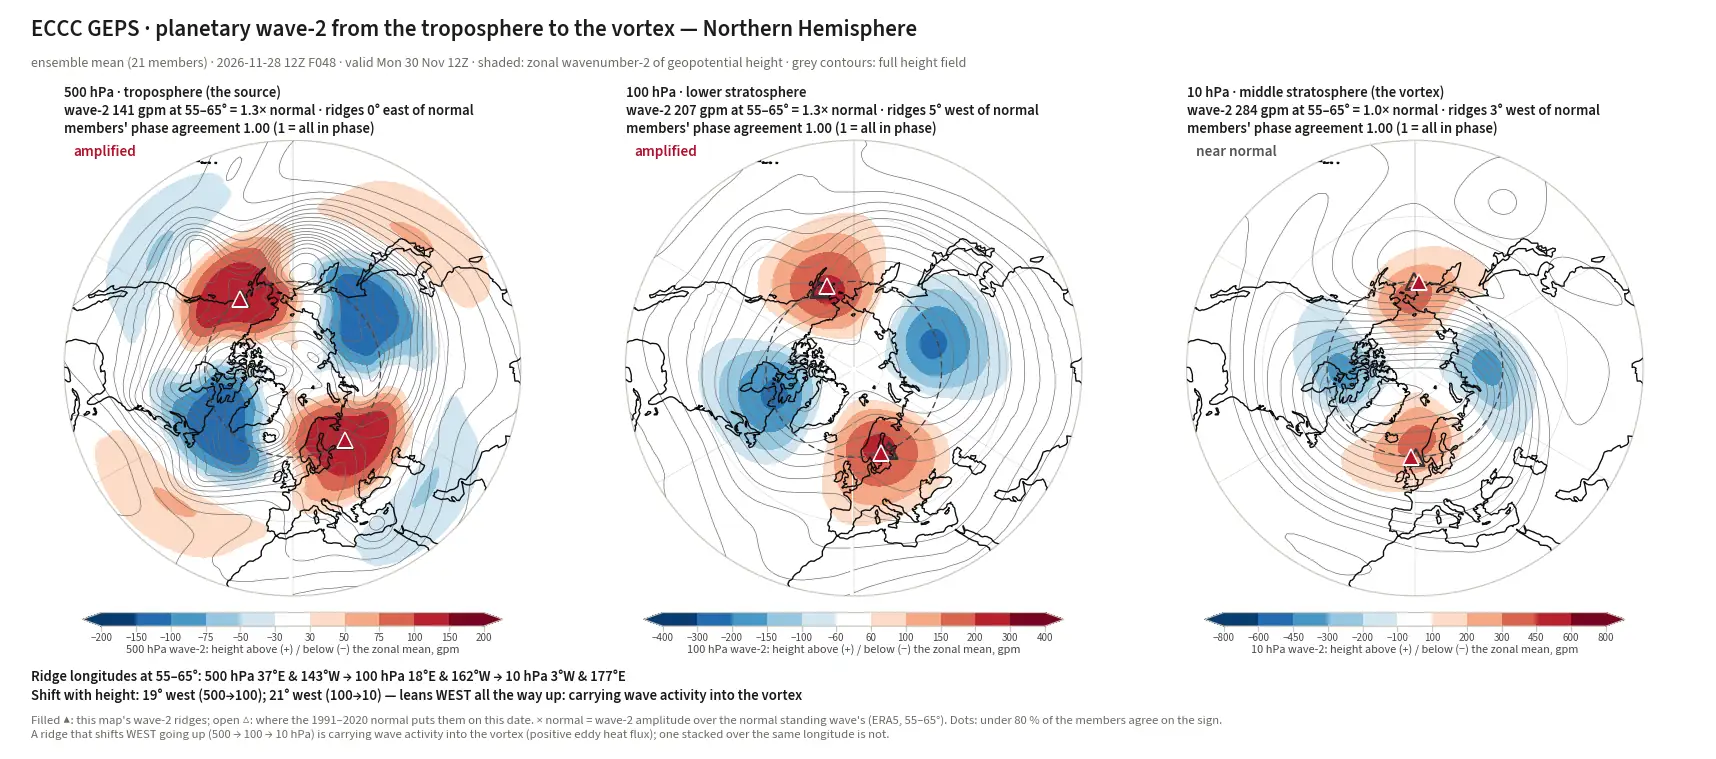 ECCC GEPS · planetary wave-2 from the troposphere to the vortex — Northern Hemisphere
ensemble mean (21 members) · 2026-11-28 12Z F048 · valid Mon 30 Nov 12Z · shaded: zonal wavenumber-2 of geopotential height · grey contours: full height field
500 hPa · troposphere (the source)
wave-2 141 gpm at 55–65° = 1.3× normal · ridges 0° east of normal
members' phase agreement 1.00 (1 = all in phase)
amplified
100 hPa · lower stratosphere
wave-2 207 gpm at 55–65° = 1.3× normal · ridges 5° west of normal
members' phase agreement 1.00 (1 = all in phase)
amplified
10 hPa · middle stratosphere (the vortex)
wave-2 284 gpm at 55–65° = 1.0× normal · ridges 3° west of normal
members' phase agreement 1.00 (1 = all in phase)
near normal
−200 −150 −100 −75 −50 −30 30 50 75 100 150 200
500 hPa wave-2: height above (+) / below (−) the zonal mean, gpm
−400 −300 −200 −150 −100 −60 60 100 150 200 300 400
100 hPa wave-2: height above (+) / below (−) the zonal mean, gpm
−800 −600 −450 −300 −200 −100 100 200 300 450 600 800
10 hPa wave-2: height above (+) / below (−) the zonal mean, gpm
Ridge longitudes at 55–65°: 500 hPa 37°E & 143°W → 100 hPa 18°E & 162°W → 10 hPa 3°W & 177°E
Shift with height: 19° west (500→100); 21° west (100→10) — leans WEST all the way up: carrying wave activity into the vortex
Filled ▲: this map's wave-2 ridges; open △: where the 1991–2020 normal puts them on this date. × normal = wave-2 amplitude over the normal standing wave's (ERA5, 55–65°). Dots: under 80 % of the members agree on the sign.
A ridge that shifts WEST going up (500 → 100 → 10 hPa) is carrying wave activity into the vortex (positive eddy heat flux); one stacked over the same longitude is not.